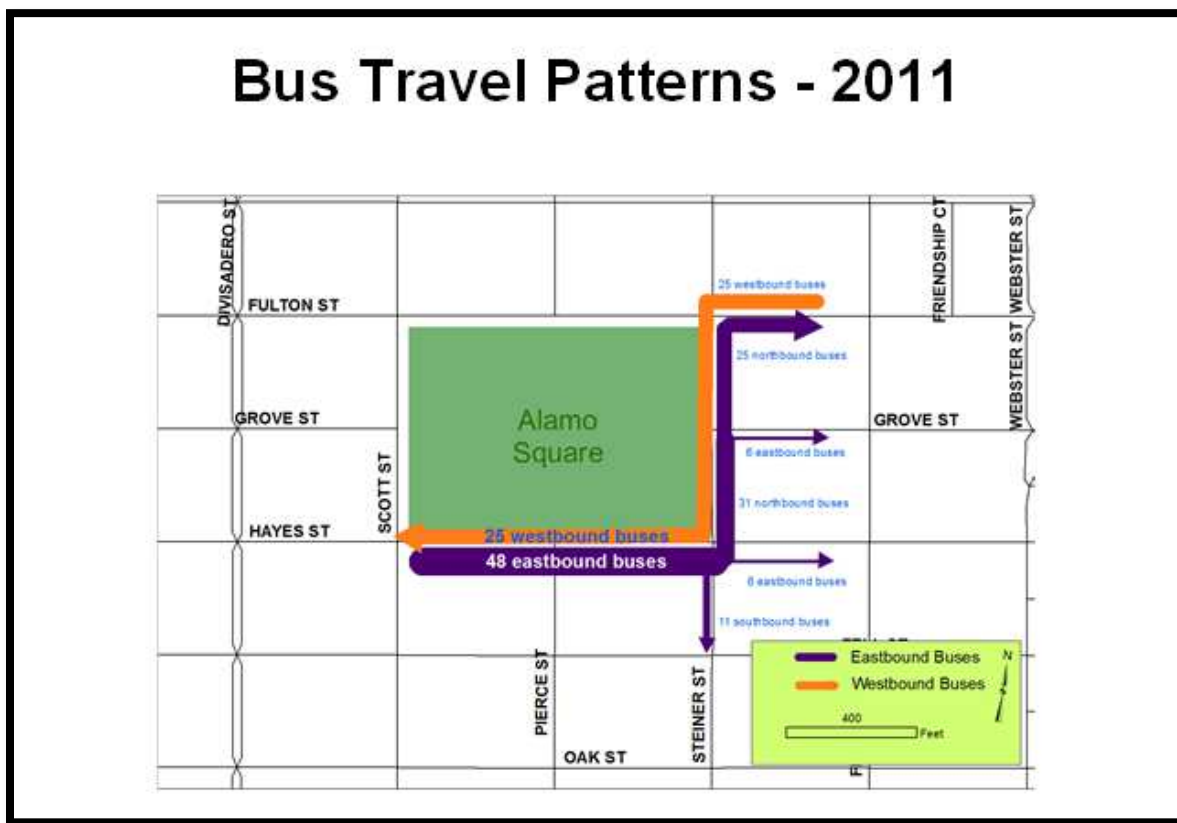 Bus Travel Patterns - 2011
DIVISADERO ST
FRIENDSHIP CT
WEBSTER ST
25 westbound buses
FULTON ST
25 northbound buses
WEBSTER ST
GROVE ST
Alamo
Square
GROVE ST
6 eastbound buses
SCOTT ST
31 northbound buses
HAYES ST
25 westbound buses
48 eastbound buses
6 eastbound buses
11 southbound buses
PIERCE ST
STEINER ST
Eastbound Buses
N
Westbound Buses
400
Feet
OAK ST